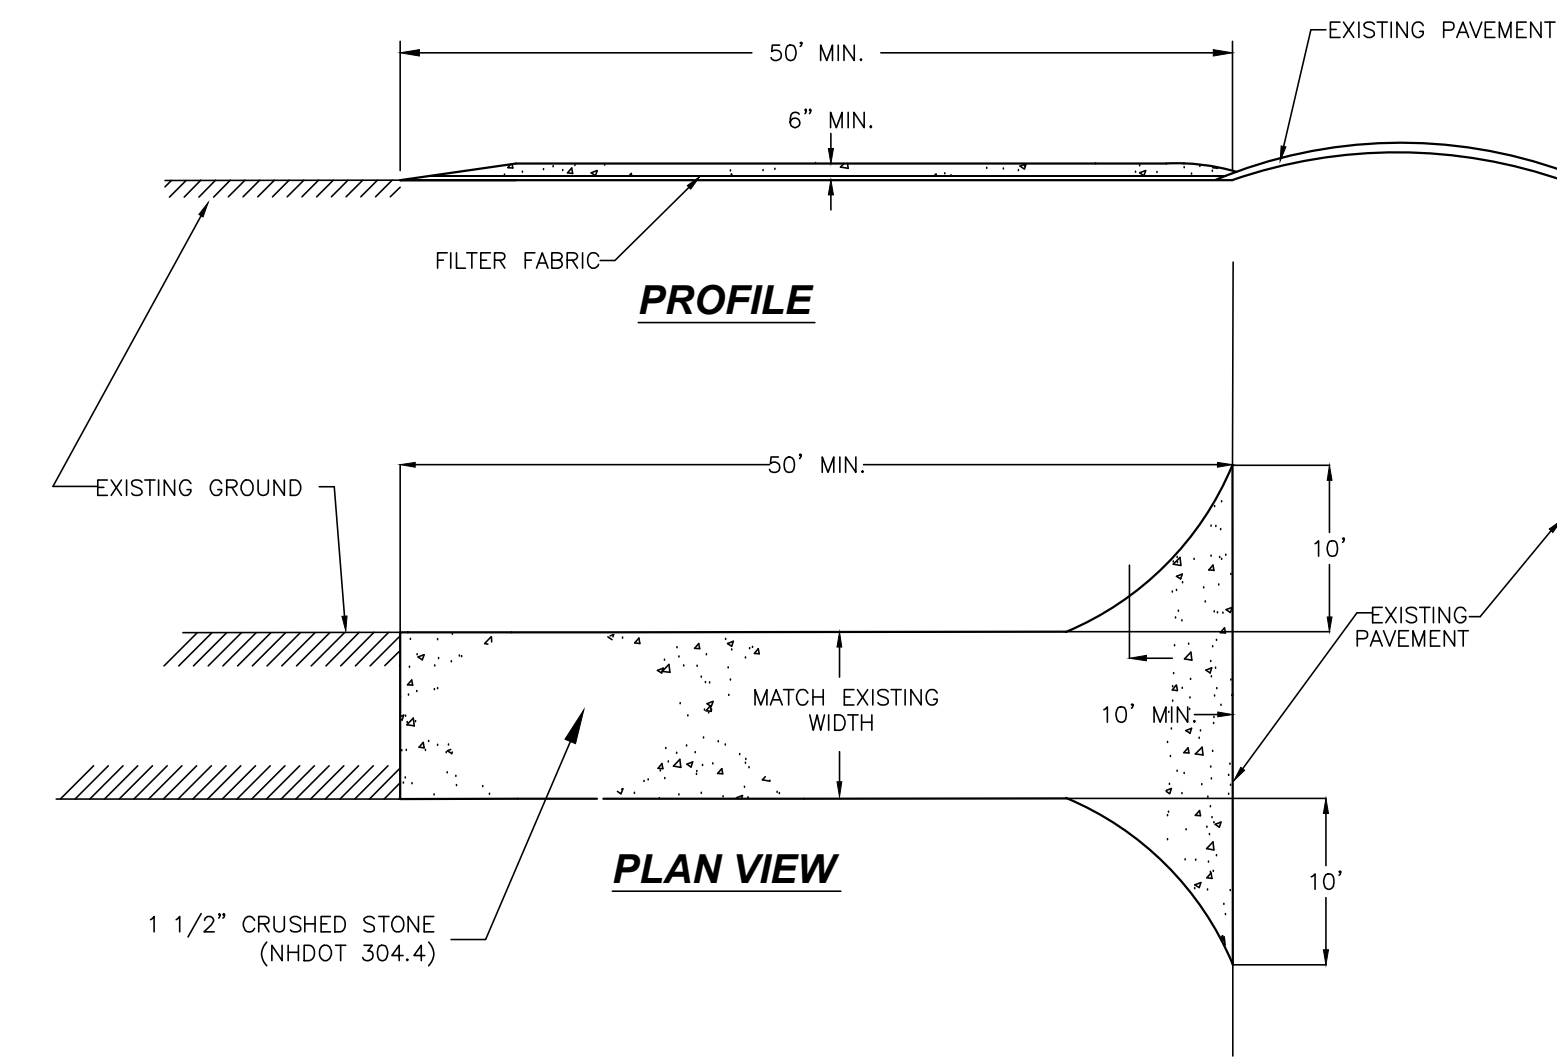 EXISTING PAVEMENT
50' MIN.
6" MIN.
FILTER FABRIC
PROFILE
50' MIN.
EXISTING GROUND
10'
EXISTING
PAVEMENT
MATCH EXISTING
WIDTH
10' MIN.
PLAN VIEW
10'
1 1/2" CRUSHED STONE
(NHDOT 304.4)